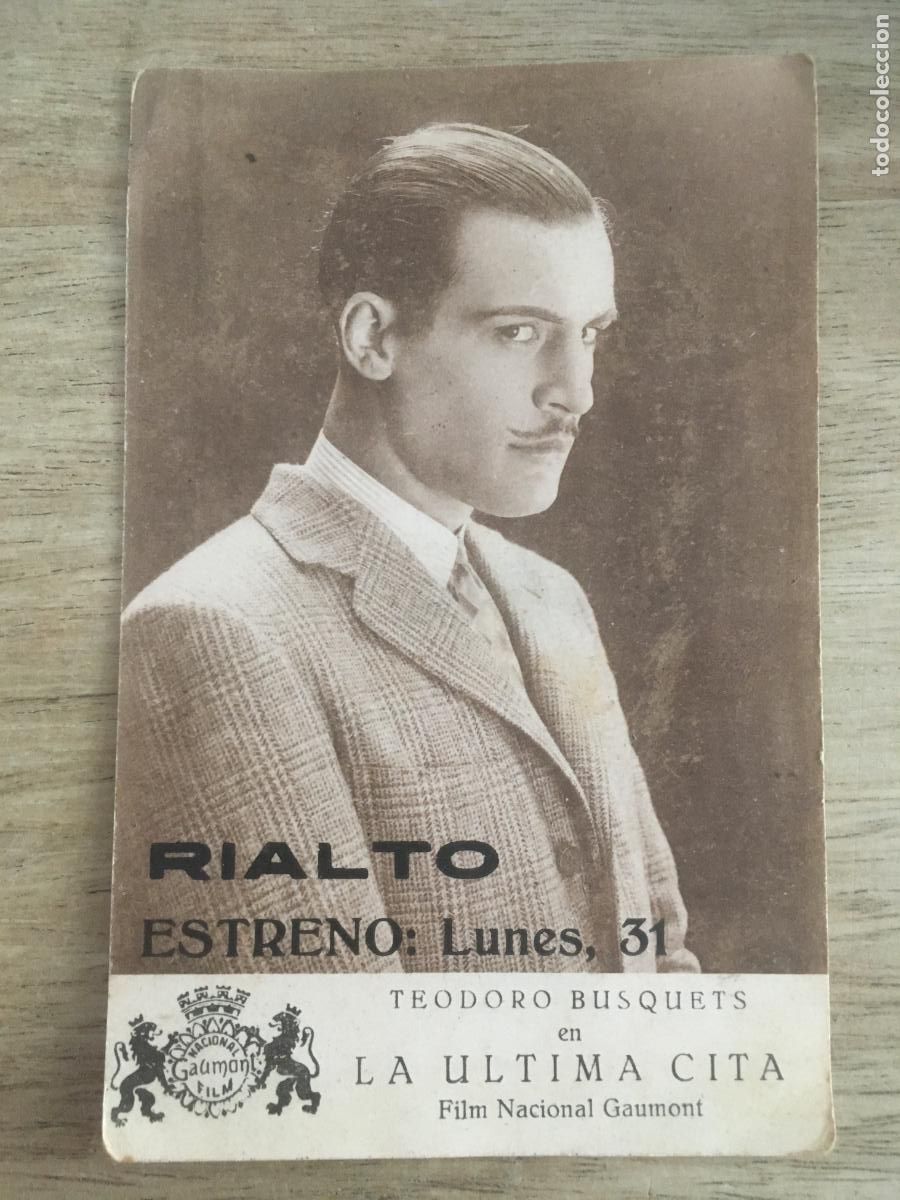 todocoleccion
RIALTO
ESTRENO: Lunes, 31
TEODORO BUSQUETS
en
LA ULTIMA CITA
Film Nacional Gaumont
NACIONAL
Gaumont
FILM